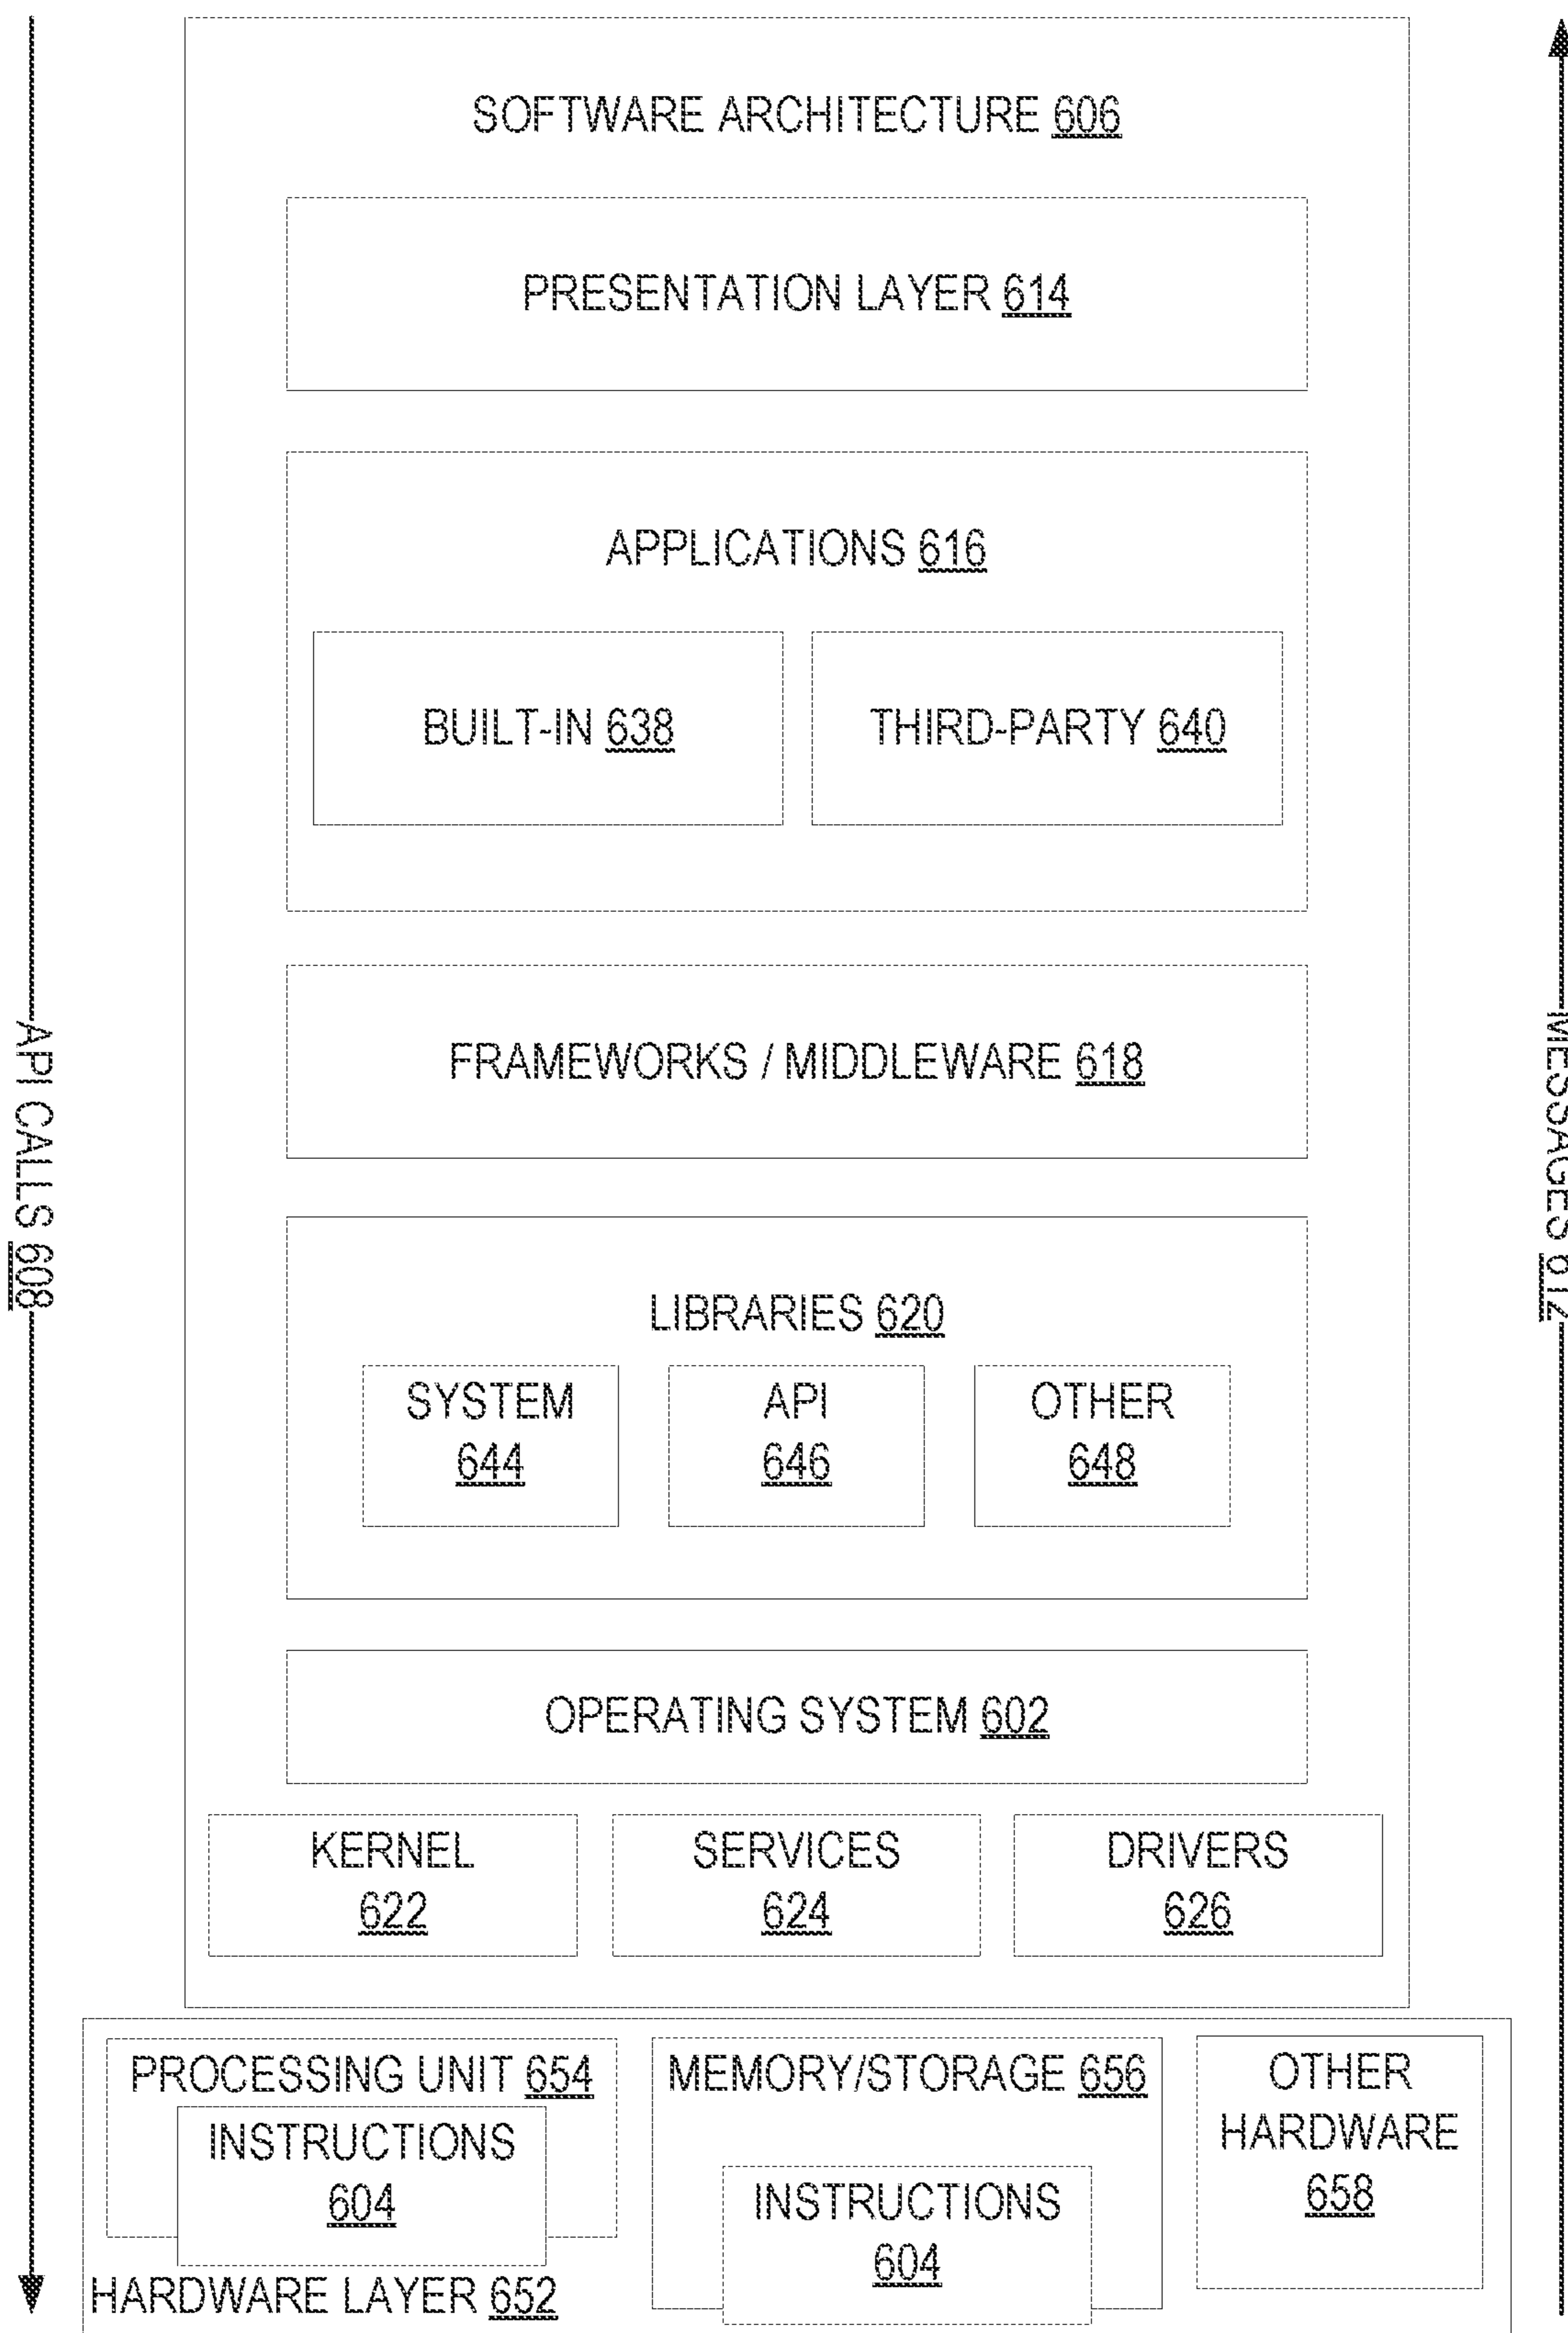 SOFTWARE ARCHITECTURE 606
PRESENTATION LAYER 614
APPLICATIONS 616
BUILT-IN 638
THIRD-PARTY 640
FRAMEWORKS / MIDDLEWARE 618
LIBRARIES 620
SYSTEM
644
API
646
OTHER
648
OPERATING SYSTEM 602
KERNEL
622
SERVICES
624
DRIVERS
626
PROCESSING UNIT 654
INSTRUCTIONS
604
MEMORY/STORAGE 656
INSTRUCTIONS
604
OTHER
HARDWARE
658
HARDWARE LAYER 652
API CALLS 608
MESSAGES 612